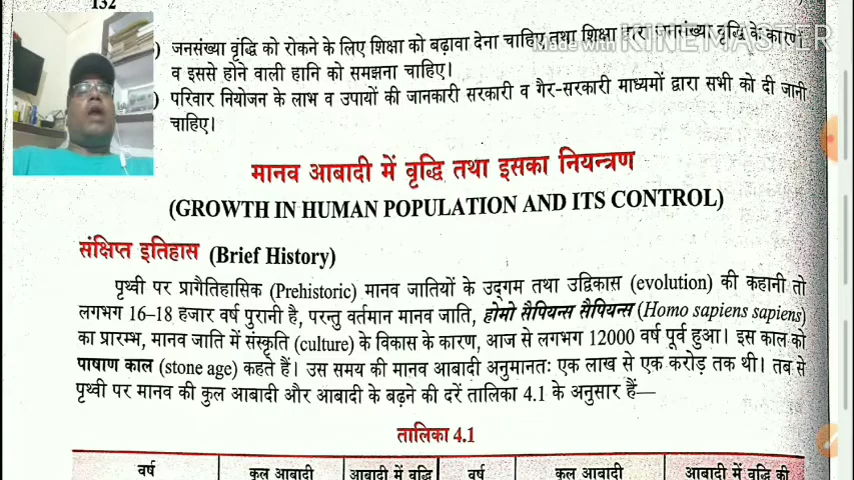 132
) जनसंख्या वृद्धि को रोकने के लिए शिक्षा को बढ़ावा देना चाहिए तथा शिक्षा द्वारा जनसंख्या वृद्धि के कारण
Made with KINEMASTER
व इससे होने वाली हानि को समझना चाहिए।
) परिवार नियोजन के लाभ व उपायों की जानकारी सरकारी व गैर-सरकारी माध्यमों द्वारा सभी को दी जानी
चाहिए।
मानव आबादी में वृद्धि तथा इसका नियन्त्रण
(GROWTH IN HUMAN POPULATION AND ITS CONTROL)
संक्षिप्त इतिहास (Brief History)
पृथ्वी पर प्रागैतिहासिक (Prehistoric) मानव जातियों के उद्गम तथा उद्विकास (evolution) की कहानी तो
लगभग 16–18 हजार वर्ष पुरानी है, परन्तु वर्तमान मानव जाति, होमो सैपियन्स सैपियन्स (Homo sapiens sapiens)
का प्रारम्भ, मानव जाति में संस्कृति (culture) के विकास के कारण, आज से लगभग 12000 वर्ष पूर्व हुआ। इस काल को
पाषाण काल (stone age) कहते हैं। उस समय की मानव आबादी अनुमानतः एक लाख से एक करोड़ तक थी। तब से
पृथ्वी पर मानव की कुल आबादी और आबादी के बढ़ने की दरें तालिका 4.1 के अनुसार हैं—
तालिका 4.1
वर्ष कुल आबादी आबादी में वृद्धि वर्ष कुल आबादी आबादी में वृद्धि की